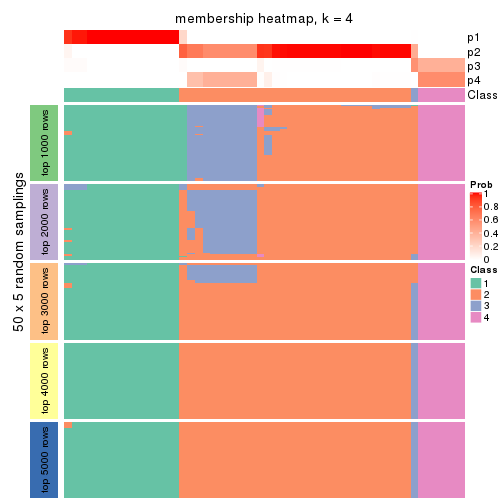 membership heatmap, k = 4
p1
p2
p3
p4
Class
50 x 5 random samplings
top 1000 rows
top 2000 rows
top 3000 rows
top 4000 rows
top 5000 rows
Prob
1
0.8
0.6
0.4
0.2
0
Class
1
2
3
4